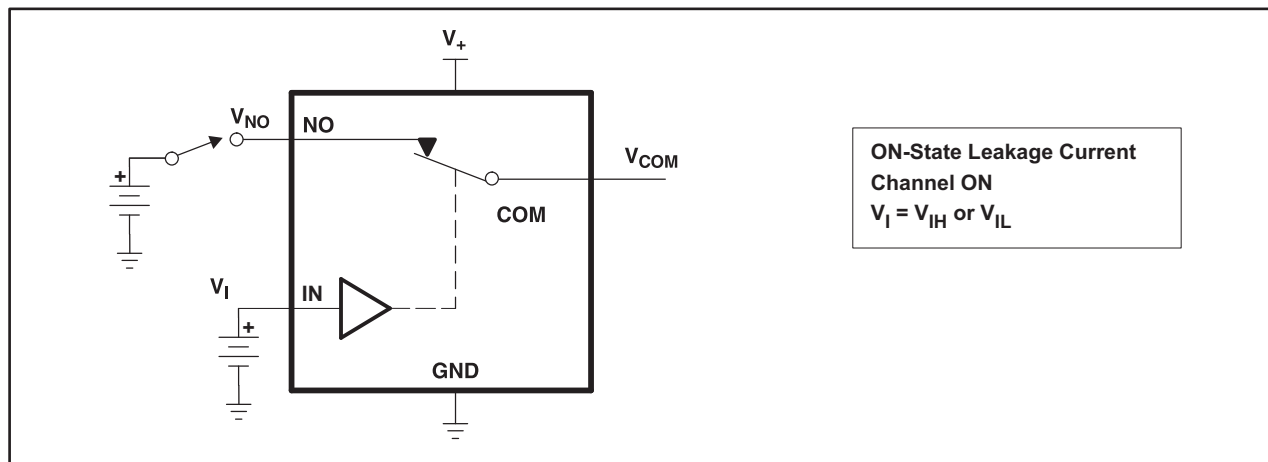 V+
VNO
NO
+
VCOM
COM
VI
IN
+
GND
ON-State Leakage Current
Channel ON
VI = VIH or VIL